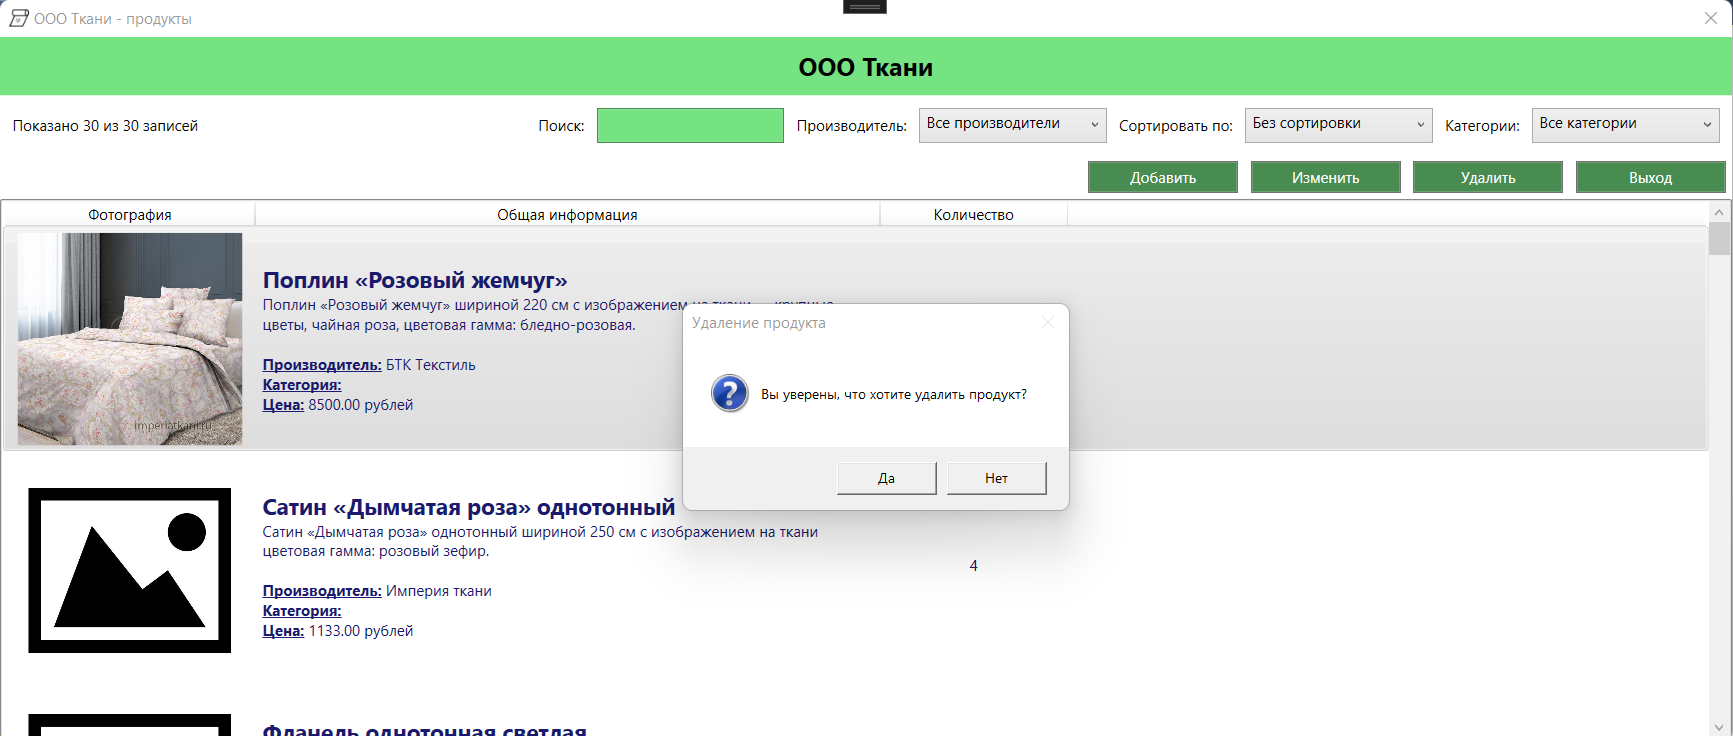 ООО Ткани - продукты
ООО Ткани
Показано 30 из 30 записей
Поиск:
Производитель:
Все производители
Сортировать по:
Без сортировки
Категории:
Все категории
Добавить
Изменить
Удалить
Выход
Фотография
Общая информация
Количество
imperiatkani.ru
Поплин «Розовый жемчуг»
Поплин «Розовый жемчуг» шириной 220 см с изображением
цветы, чайная роза, цветовая гамма: бледно-розовая.
Производитель: БТК Текстиль
Категория:
Цена: 8500.00 рублей
Удаление продукта
Вы уверены, что хотите удалить продукт?
Да
Нет
Сатин «Дымчатая роза» однотонный
Сатин «Дымчатая роза» однотонный шириной 250 см с изображением на ткани
цветовая гамма: розовый зефир.
Производитель: Империя ткани
Категория:
Цена: 1133.00 рублей
4
Фланель однотонная светлая